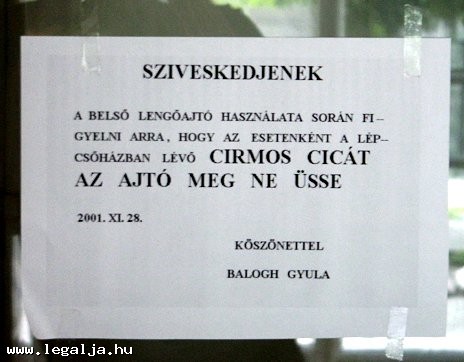 SZIVESKEDJENEK
A BELSŐ LENGŐAJTÓ HASZNÁLATA SORÁN FI –
GYELNI ARRA, HOGY AZ ESETENKÉNT A LÉP–
CSŐHÁZBAN LÉVŐ CIRMOS CICÁT
AZ AJTÓ MEG NE ÜSSE
2001. XI. 28.
KÖSZÖNETTEL
BALOGH GYULA
www.legalja.hu